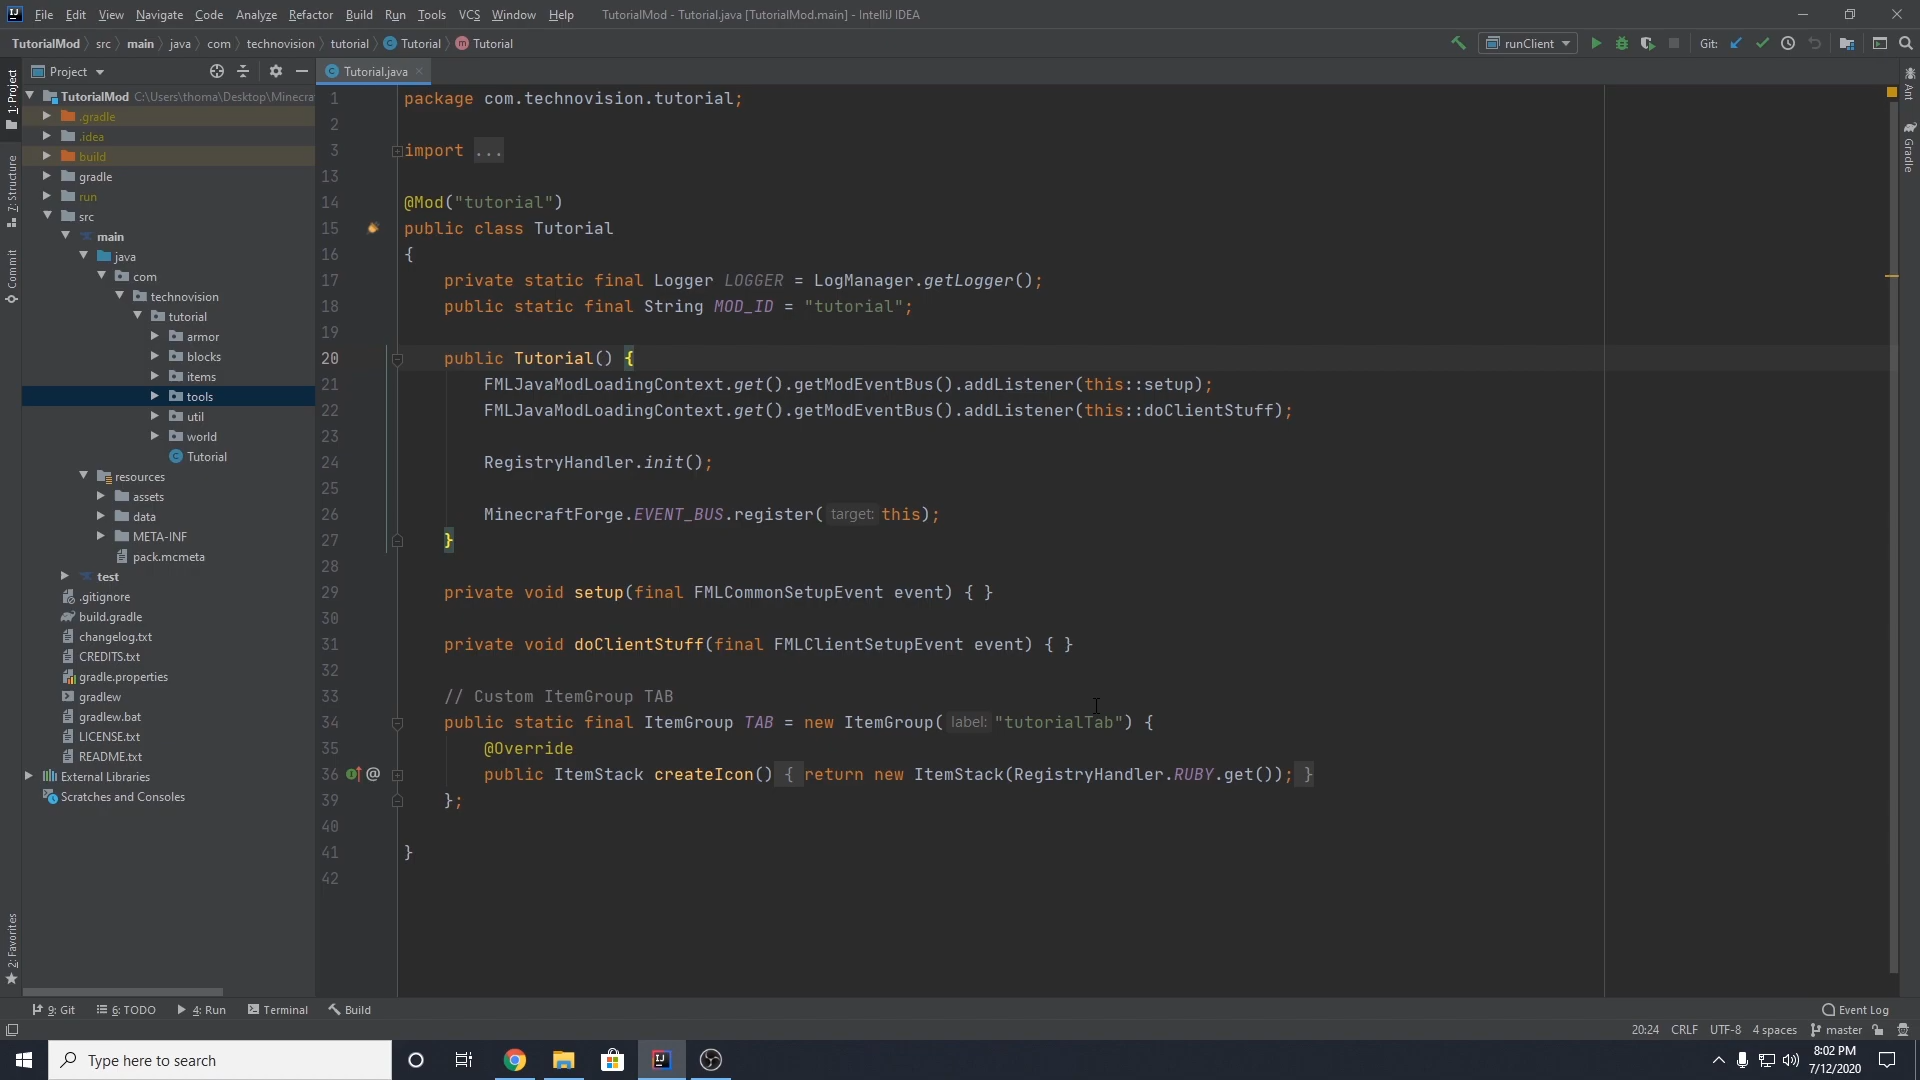 File Edit View Navigate Code Analyze Refactor Build Run Tools VCS Window Help TutorialMod - Tutorial.java [TutorialMod.main] - IntelliJ IDEA
TutorialMod src main java com technovision tutorial Tutorial Tutorial runClient Git:
Project Tutorial.java
1: Project
7: Structure
Commit
2: Favorites
Ant
Gradle
TutorialMod C:\Users\thoma\Desktop\Minecra
.gradle
.idea
build
gradle
run
src
main
java
com
technovision
tutorial
armor
blocks
items
tools
util
world
Tutorial
resources
assets
data
META-INF
pack.mcmeta
test
.gitignore
build.gradle
changelog.txt
CREDITS.txt
gradle.properties
gradlew
gradlew.bat
LICENSE.txt
README.txt
External Libraries
Scratches and Consoles
1 package com.technovision.tutorial;
2
3 import ...
13
14 @Mod("tutorial")
15 public class Tutorial
16 {
17 private static final Logger LOGGER = LogManager.getLogger();
18 public static final String MOD_ID = "tutorial";
19
20 public Tutorial() {
21 FMLJavaModLoadingContext.get().getModEventBus().addListener(this::setup);
22 FMLJavaModLoadingContext.get().getModEventBus().addListener(this::doClientStuff);
23
24 RegistryHandler.init();
25
26 MinecraftForge.EVENT_BUS.register( target: this);
27 }
28
29 private void setup(final FMLCommonSetupEvent event) { }
30
31 private void doClientStuff(final FMLClientSetupEvent event) { }
32
33 // Custom ItemGroup TAB
34 public static final ItemGroup TAB = new ItemGroup( label: "tutorialTab") {
35 @Override
36 public ItemStack createIcon() { return new ItemStack(RegistryHandler.RUBY.get()); }
39 };
40
41 }
42
9: Git 6: TODO 4: Run Terminal Build Event Log
20:24 CRLF UTF-8 4 spaces master
Type here to search
8:02 PM
7/12/2020